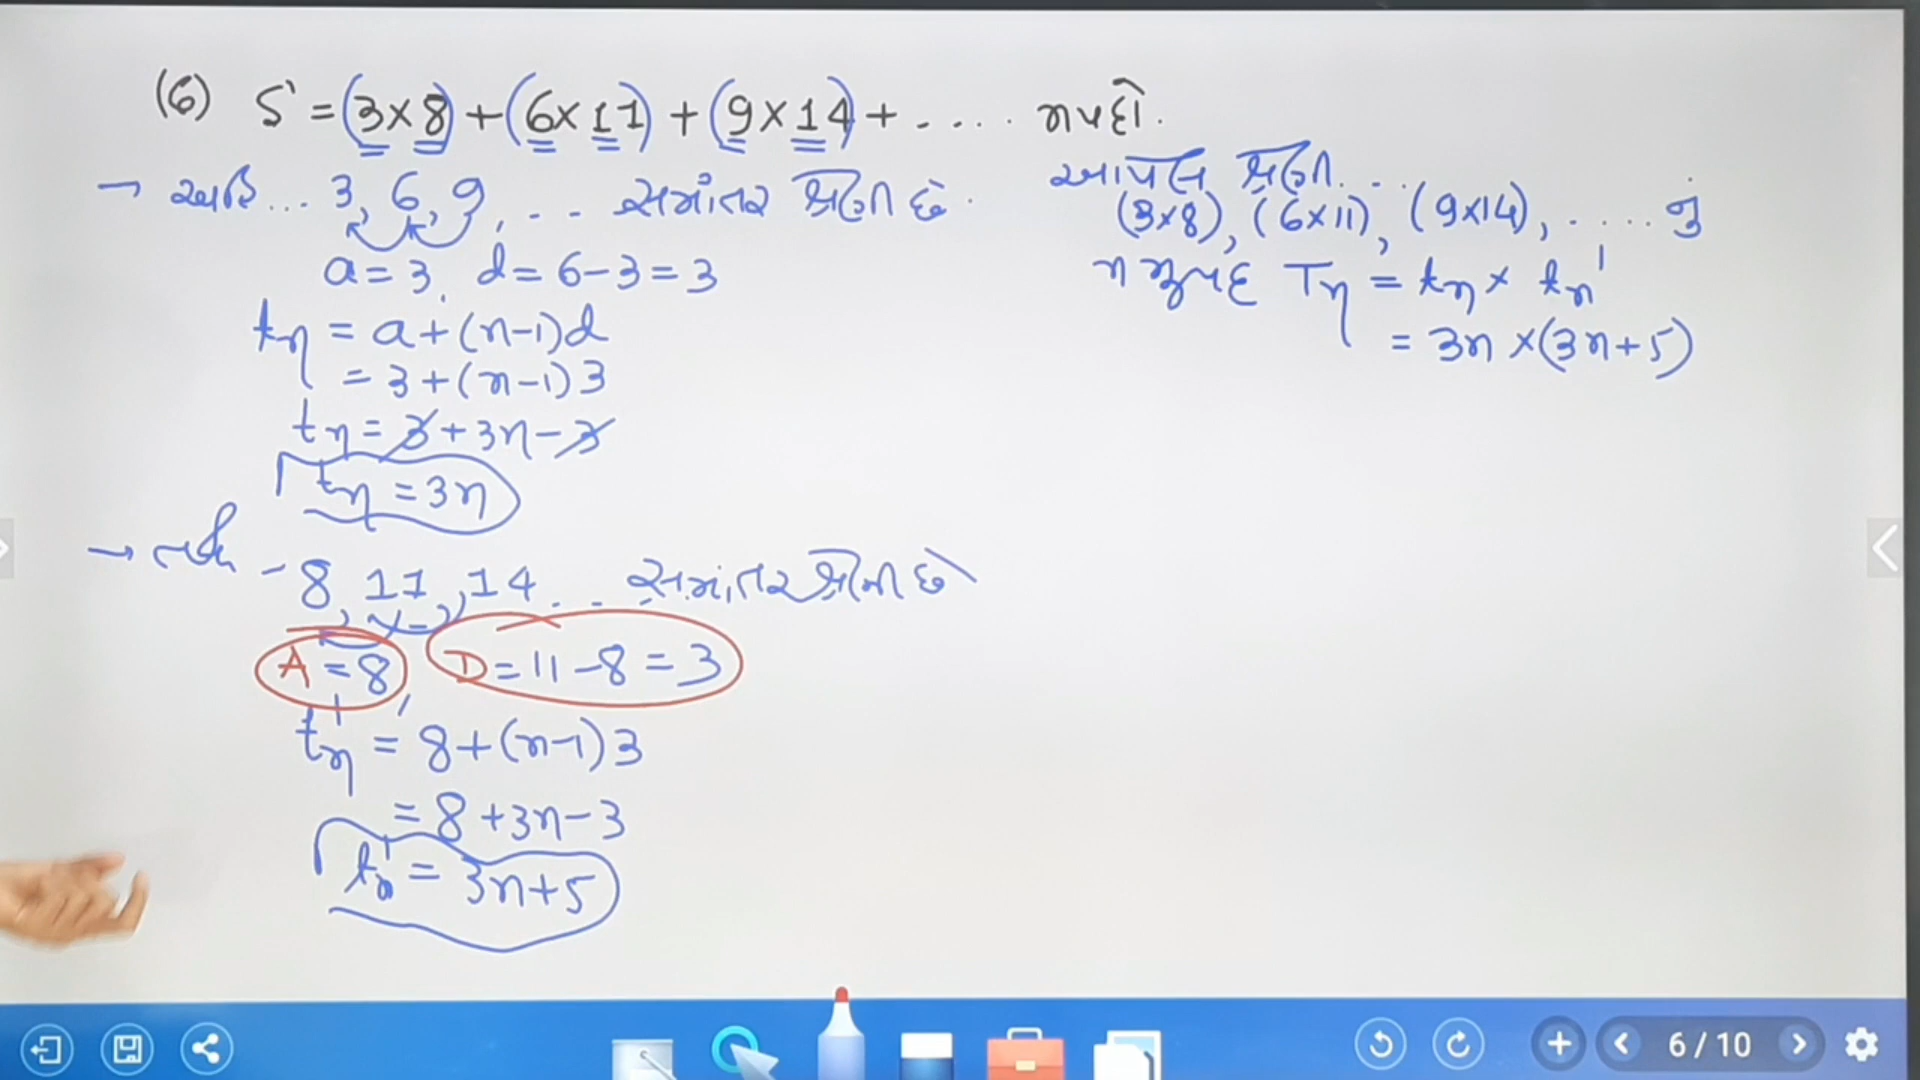 (6) S = (3×8) + (6×11) + (9×14) + .... n પદો.
→ અહીં... 3, 6, 9, ... સમાંતર શ્રેણી છે.
a = 3, d = 6-3 = 3
tn = a+(n-1)d
= 3+(n-1)3
tn = 3+3n-3
tn = 3n
→ - 8, 11, 14 ... સમાંતર શ્રેણી છે
A = 8, D = 11-8 = 3
t'n = 8+(n-1)3
= 8+3n-3
t'n = 3n+5
આપેલ શ્રેણી....
(3×8), (6×11), (9×14), ..... નું
n મું પદ Tn = tn × tn'
= 3n ×(3n+5)
6 / 10